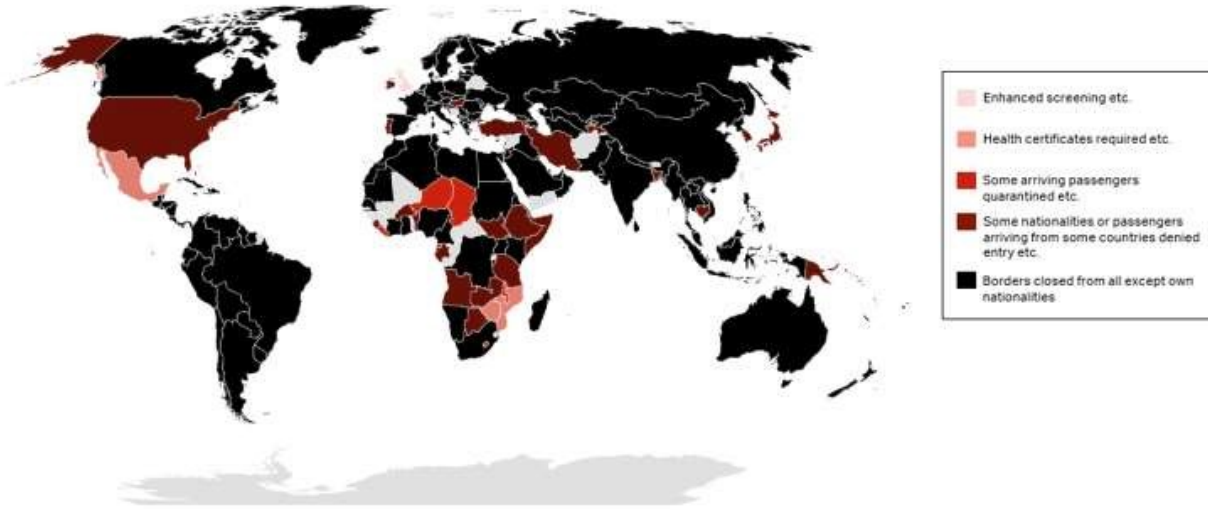 Enhanced screening etc.
Health certificates required etc.
Some arriving passengers
quarantined etc.
Some nationalities or passengers
arriving from some countries denied
entry etc.
Borders closed from all except own
nationalities